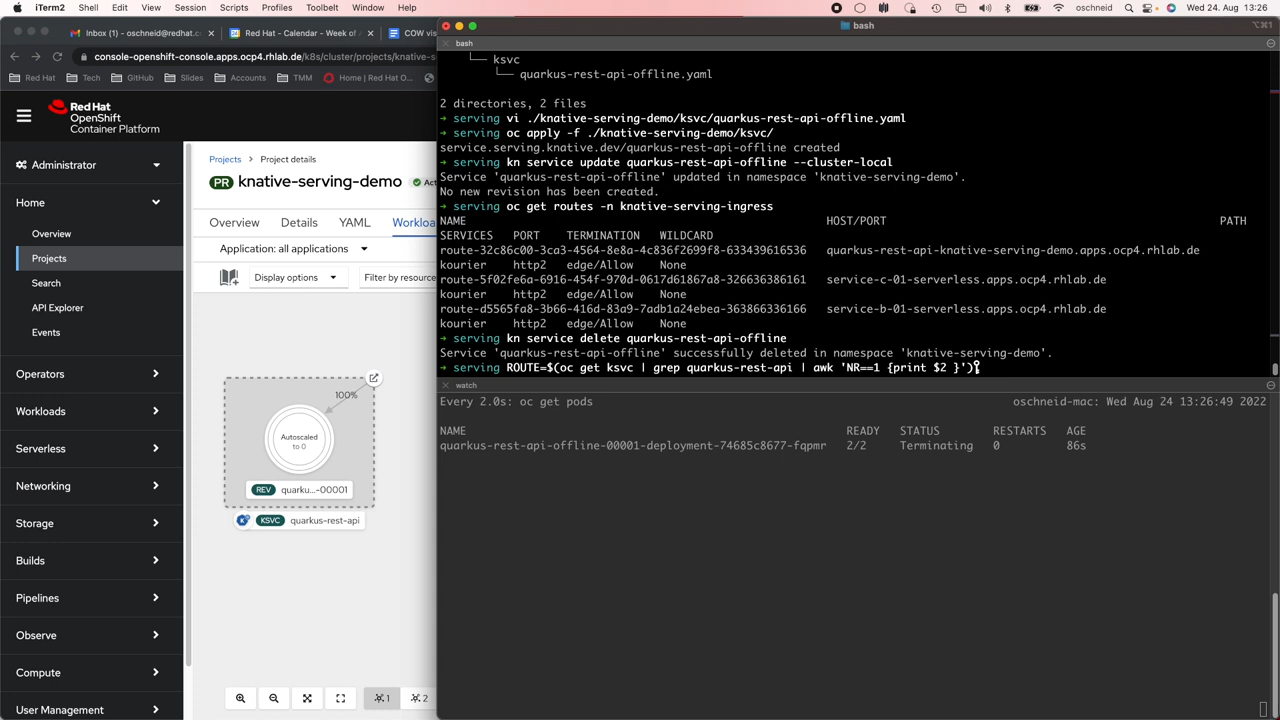 iTerm2 Shell Edit View Session Scripts Profiles Toolbelt Window Help oschneid Wed 24. Aug 13:26
Inbox (1) - oschneid@redhat.c
Red Hat - Calendar - Week of
COW vis
console-openshift-console.apps.ocp4.rhlab.de/k8s/cluster/projects/knative-s
Red Hat Tech GitHub Slides Accounts TMM Home | Red Hat O...
Red Hat
OpenShift
Container Platform
Administrator
Home
Overview
Projects
Search
API Explorer
Events
Operators
Workloads
Serverless
Networking
Storage
Builds
Pipelines
Observe
Compute
User Management
Projects > Project details
PR knative-serving-demo Act
Overview Details YAML Workloa
Application: all applications
Display options Filter by resource
100%
Autoscaled
to 0
REV quarku...-00001
KSVC quarkus-rest-api
1 2
bash ⌥⌘1
bash
└── ksvc
└── quarkus-rest-api-offline.yaml
2 directories, 2 files
➜ serving vi ./knative-serving-demo/ksvc/quarkus-rest-api-offline.yaml
➜ serving oc apply -f ./knative-serving-demo/ksvc/
service.serving.knative.dev/quarkus-rest-api-offline created
➜ serving kn service update quarkus-rest-api-offline --cluster-local
Service 'quarkus-rest-api-offline' updated in namespace 'knative-serving-demo'.
No new revision has been created.
➜ serving oc get routes -n knative-serving-ingress
NAME HOST/PORT PATH
SERVICES PORT TERMINATION WILDCARD
route-32c86c00-3ca3-4564-8e8a-4c836f2699f8-633439616536 quarkus-rest-api-knative-serving-demo.apps.ocp4.rhlab.de
kourier http2 edge/Allow None
route-5f02fe6a-6916-454f-970d-0617d61867a8-326636386161 service-c-01-serverless.apps.ocp4.rhlab.de
kourier http2 edge/Allow None
route-d5565fa8-3b66-416d-83a9-7adb1a24ebea-363866336166 service-b-01-serverless.apps.ocp4.rhlab.de
kourier http2 edge/Allow None
➜ serving kn service delete quarkus-rest-api-offline
Service 'quarkus-rest-api-offline' successfully deleted in namespace 'knative-serving-demo'.
➜ serving ROUTE=$(oc get ksvc | grep quarkus-rest-api | awk 'NR==1 {print $2 }')
watch
Every 2.0s: oc get pods oschneid-mac: Wed Aug 24 13:26:49 2022
NAME READY STATUS RESTARTS AGE
quarkus-rest-api-offline-00001-deployment-74685c8677-fqpmr 2/2 Terminating 0 86s